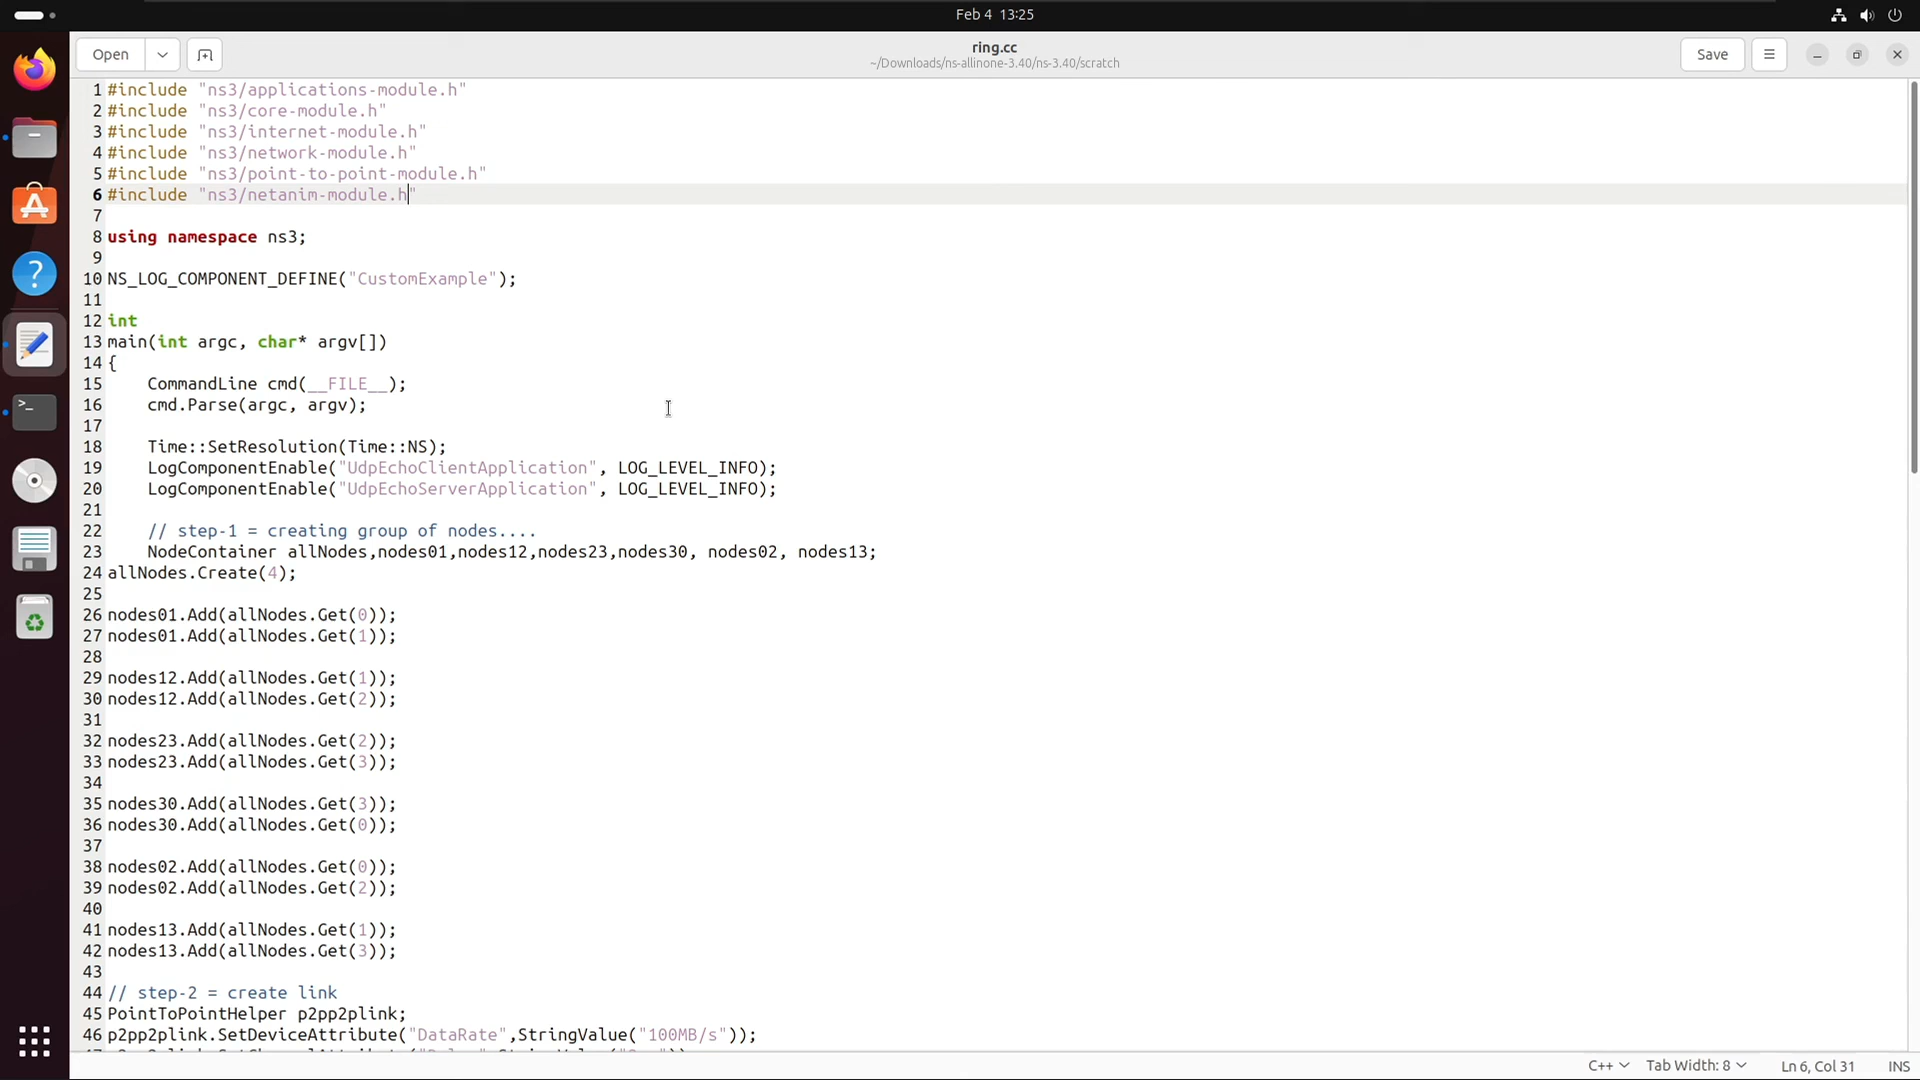 Feb 4 13:25
Open
ring.cc
~/Downloads/ns-allinone-3.40/ns-3.40/scratch
Save
1 #include "ns3/applications-module.h"
2 #include "ns3/core-module.h"
3 #include "ns3/internet-module.h"
4 #include "ns3/network-module.h"
5 #include "ns3/point-to-point-module.h"
6 #include "ns3/netanim-module.h"
7
8 using namespace ns3;
9
10 NS_LOG_COMPONENT_DEFINE("CustomExample");
11
12 int
13 main(int argc, char* argv[])
14 {
15     CommandLine cmd(__FILE__);
16     cmd.Parse(argc, argv);
17
18     Time::SetResolution(Time::NS);
19     LogComponentEnable("UdpEchoClientApplication", LOG_LEVEL_INFO);
20     LogComponentEnable("UdpEchoServerApplication", LOG_LEVEL_INFO);
21
22     // step-1 = creating group of nodes....
23     NodeContainer allNodes,nodes01,nodes12,nodes23,nodes30, nodes02, nodes13;
24 allNodes.Create(4);
25
26 nodes01.Add(allNodes.Get(0));
27 nodes01.Add(allNodes.Get(1));
28
29 nodes12.Add(allNodes.Get(1));
30 nodes12.Add(allNodes.Get(2));
31
32 nodes23.Add(allNodes.Get(2));
33 nodes23.Add(allNodes.Get(3));
34
35 nodes30.Add(allNodes.Get(3));
36 nodes30.Add(allNodes.Get(0));
37
38 nodes02.Add(allNodes.Get(0));
39 nodes02.Add(allNodes.Get(2));
40
41 nodes13.Add(allNodes.Get(1));
42 nodes13.Add(allNodes.Get(3));
43
44 // step-2 = create link
45 PointToPointHelper p2pp2plink;
46 p2pp2plink.SetDeviceAttribute("DataRate",StringValue("100MB/s"));
C++ Tab Width: 8 Ln 6, Col 31 INS